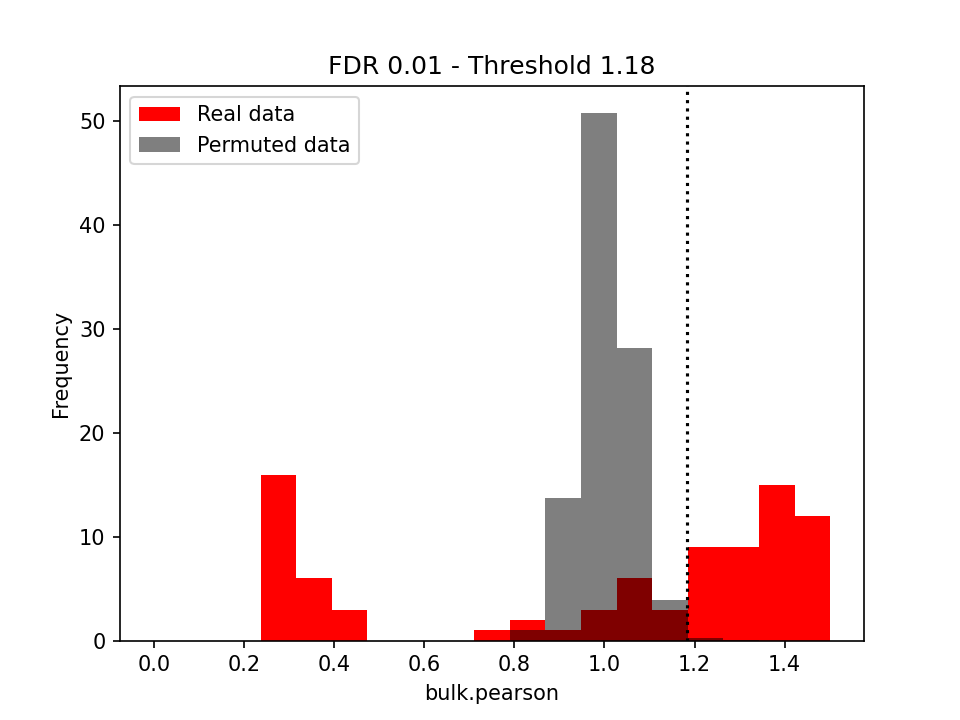 FDR 0.01 - Threshold 1.18
Real data
Permuted data
50
40
30
20
10
0
Frequency
0.0 0.2 0.4 0.6 0.8 1.0 1.2 1.4
bulk.pearson